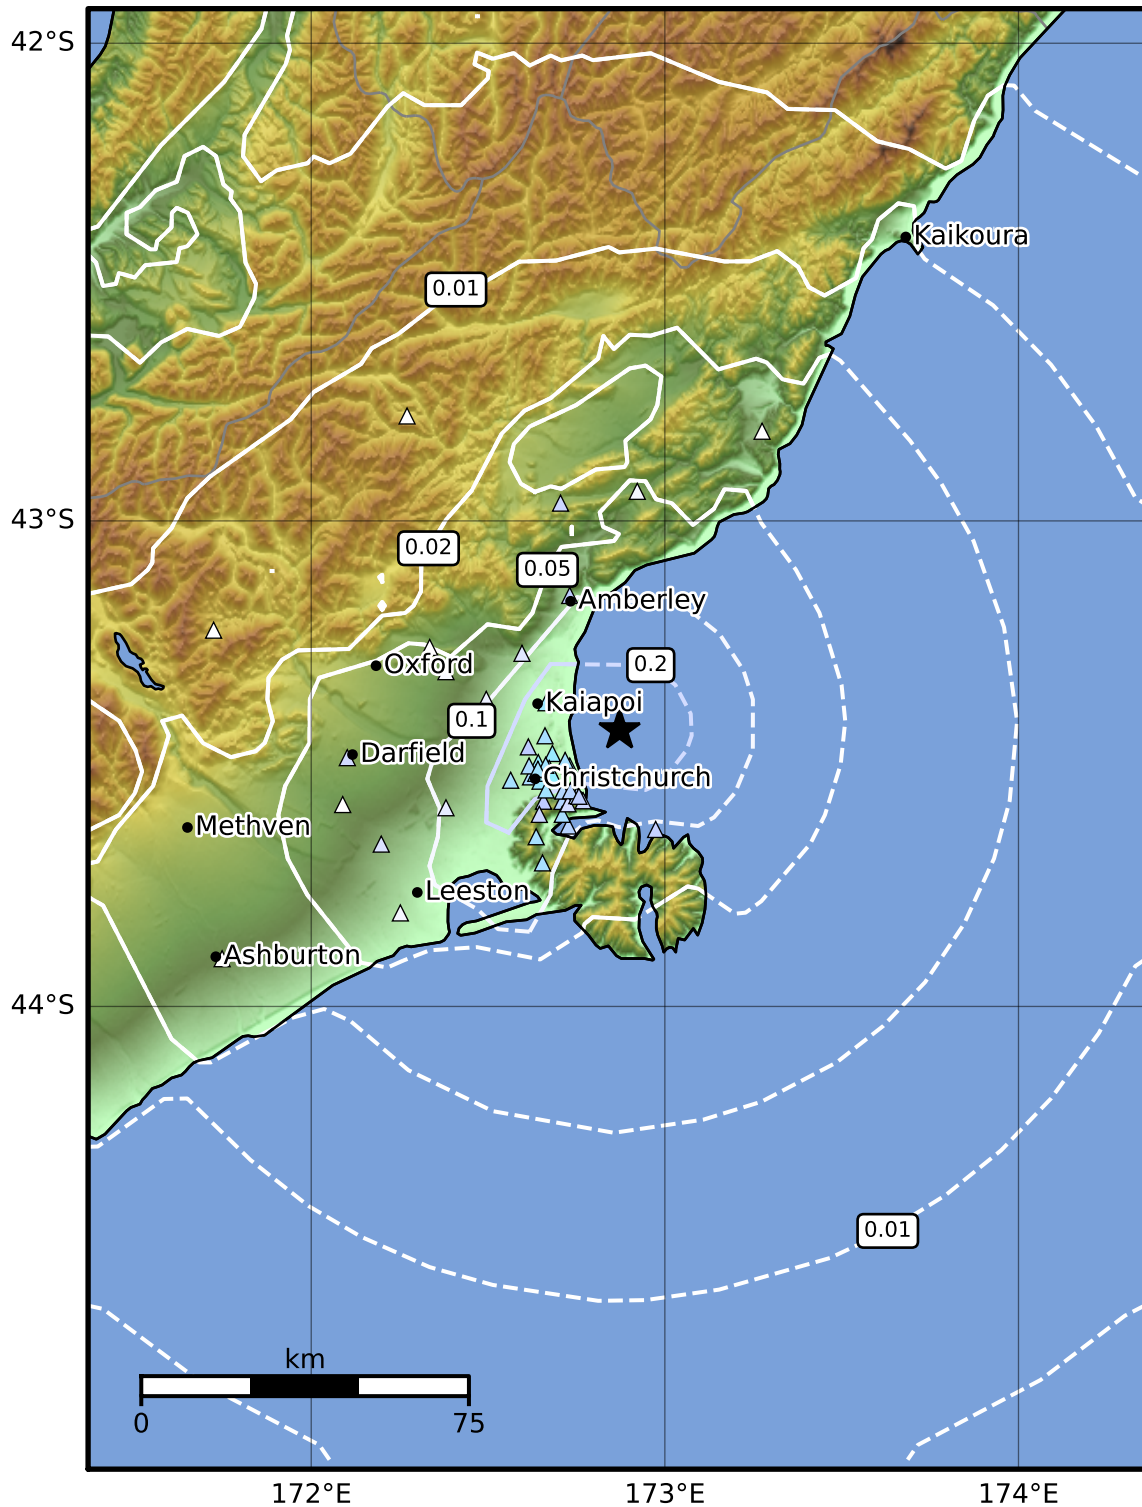 42°S
Kaikoura
0.01
43°S
0.02
0.05
Amberley
Oxford
0.2
Kaiapoi
0.1
Darfield
Christchurch
Methven
Leeston
Ashburton
44°S
0.01
km
0 75
172°E 173°E 174°E